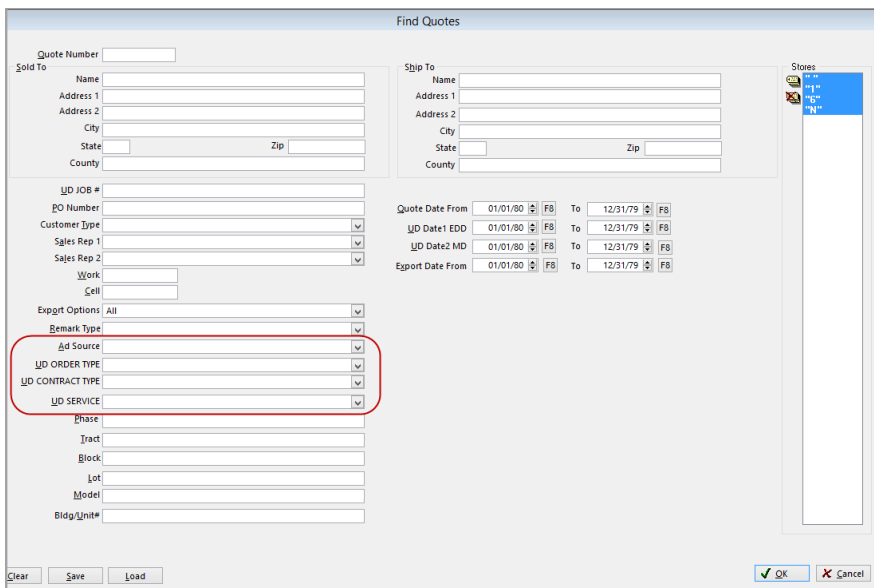 Find Quotes
Quote Number
Sold To
Name
Address 1
Address 2
City
State Zip
County
Ship To
Name
Address 1
Address 2
City
State Zip
County
Stores
" "
"1"
"6"
"N"
UD JOB #
PO Number
Customer Type
Sales Rep 1
Sales Rep 2
Work
Cell
Export Options All
Remark Type
Ad Source
UD ORDER TYPE
UD CONTRACT TYPE
UD SERVICE
Phase
Tract
Block
Lot
Model
Bldg/Unit#
Quote Date From 01/01/80 F8 To 12/31/79 F8
UD Date1 EDD 01/01/80 F8 To 12/31/79 F8
UD Date2 MD 01/01/80 F8 To 12/31/79 F8
Export Date From 01/01/80 F8 To 12/31/79 F8
Clear Save Load OK Cancel